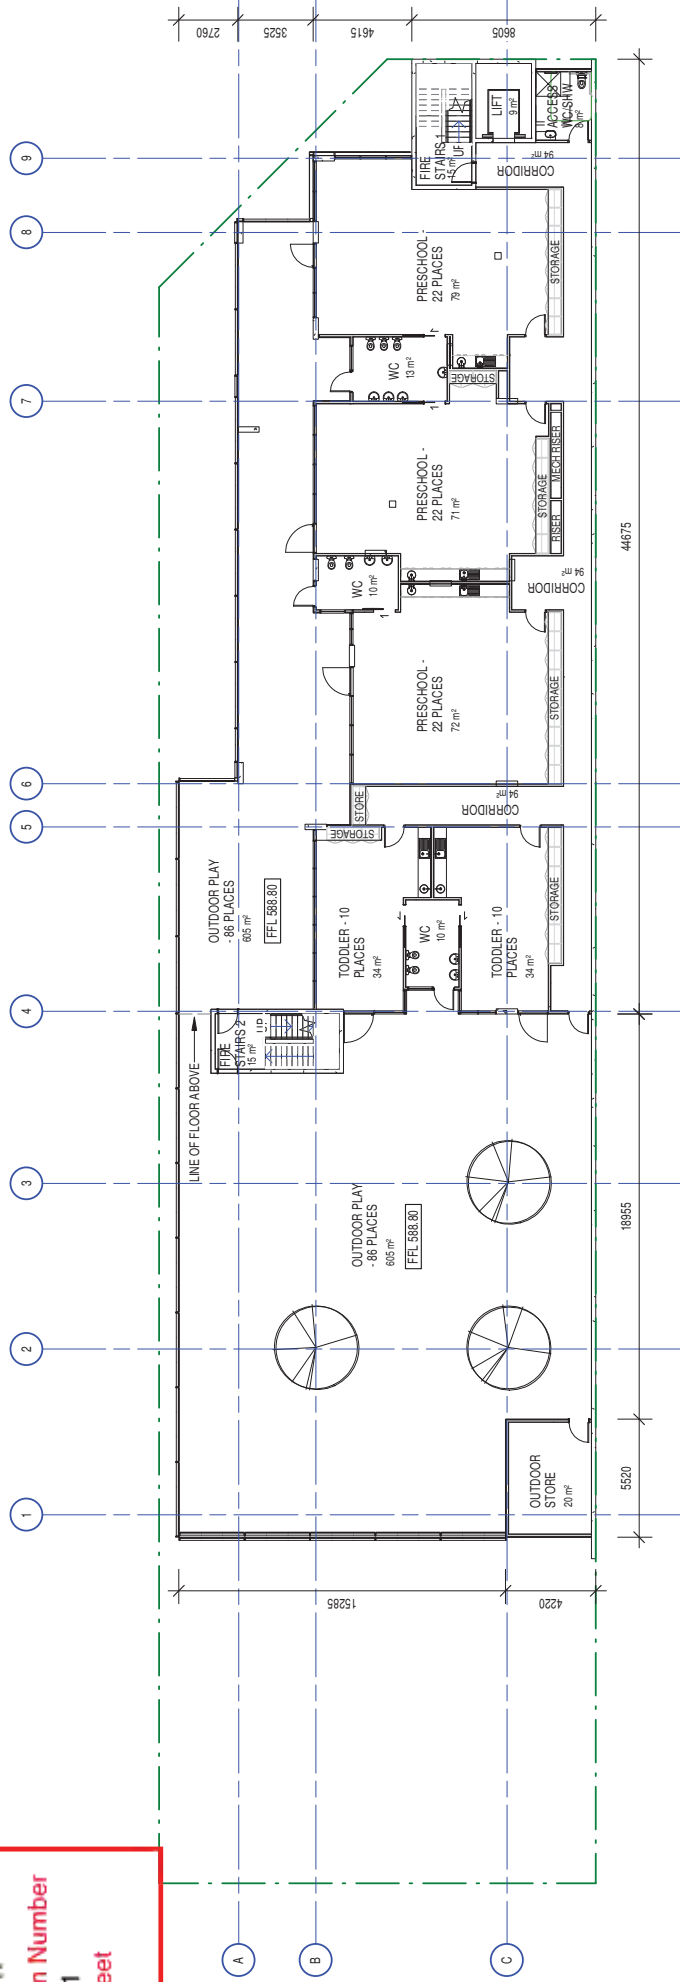 2760
3525
4615
8605
9
8
7
6
5
4
3
2
1
FIRE
STAIRS 1
15 m²
UP
LIFT
9 m²
ACCESS
WC/SHW
8 m²
CORRIDOR
94 m²
PRESCHOOL -
22 PLACES
79 m²
STORAGE
WC
13 m²
STORAGE
PRESCHOOL -
22 PLACES
71 m²
STORAGE
RISER
MECH RISER
WC
10 m²
CORRIDOR
94 m²
PRESCHOOL -
22 PLACES
72 m²
STORAGE
STORE
CORRIDOR
94 m²
44675
OUTDOOR PLAY
- 86 PLACES
605 m²
FFL 588.80
STORAGE
TODDLER - 10
PLACES
34 m²
WC
10 m²
TODDLER - 10
PLACES
34 m²
STORAGE
FIRE
STAIRS 2
15 m²
UP
LINE OF FLOOR ABOVE
OUTDOOR PLAY
- 86 PLACES
605 m²
FFL 588.80
18955
OUTDOOR
STORE
20 m²
5520
15285
4220
A
B
C
n Number
1
eet